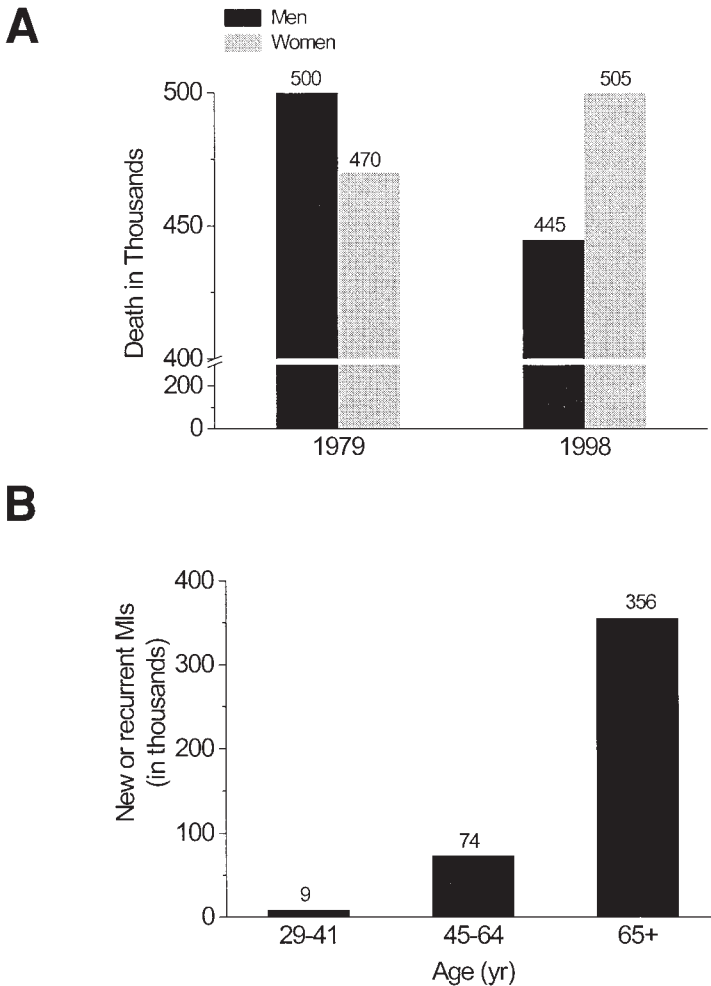 A
Men
Women
500
505
500
470
445
450
Death in Thousands
400
200
0
1979
1998
B
400
356
300
New or recurrent MIs
(in thousands)
200
100
74
9
0
29-41
45-64
65+
Age (yr)